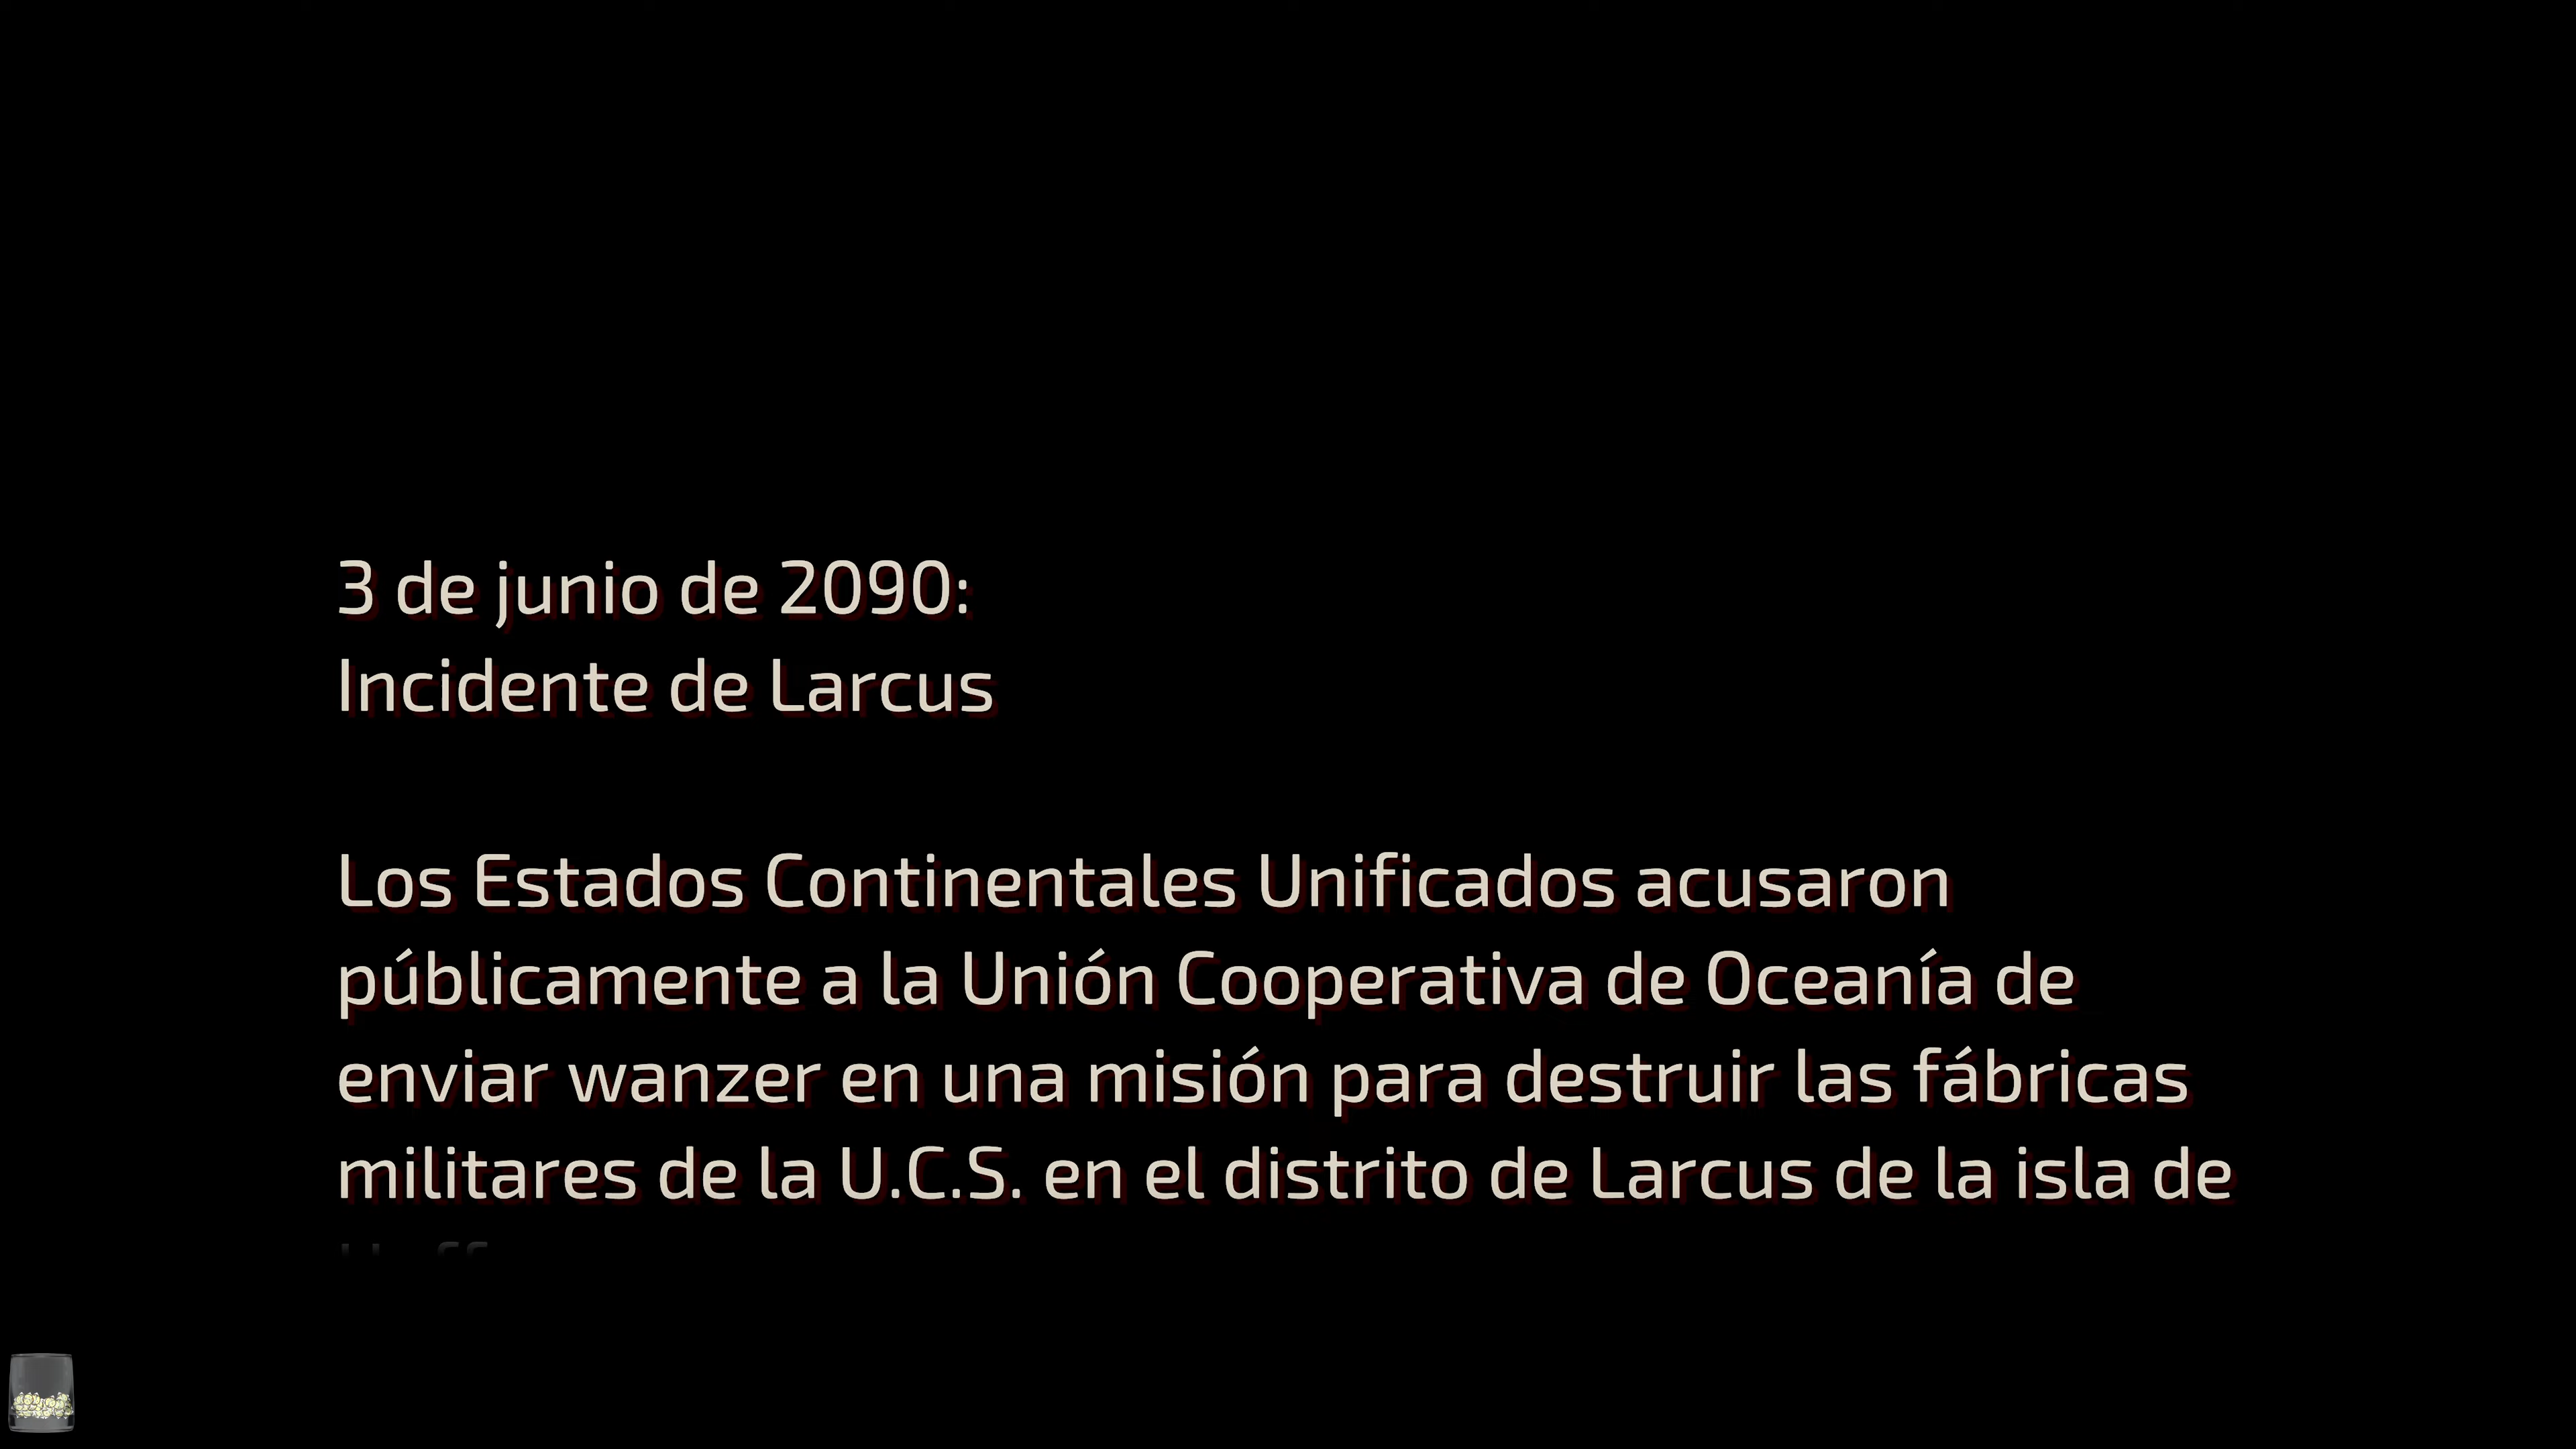 3 de junio de 2090:
Incidente de Larcus
Los Estados Continentales Unificados acusaron
públicamente a la Unión Cooperativa de Oceanía de
enviar wanzer en una misión para destruir las fábricas
militares de la U.C.S. en el distrito de Larcus de la isla de